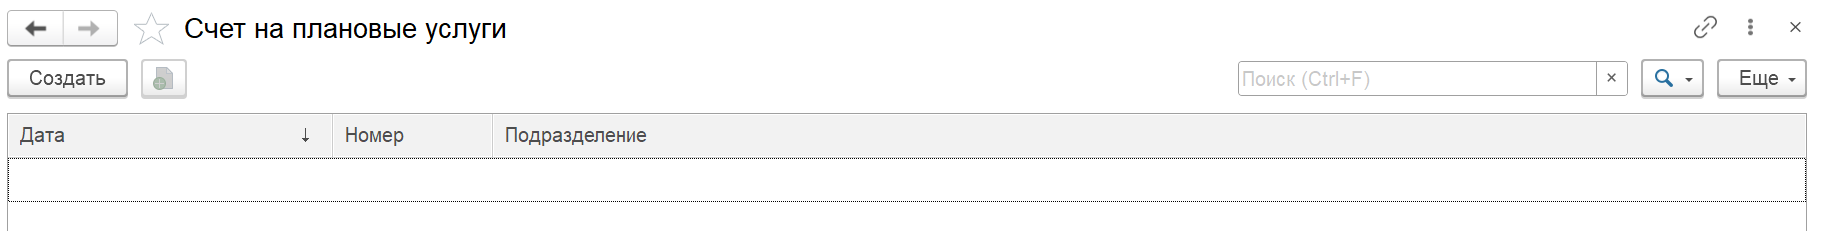 Счет на плановые услуги
Создать
Поиск (Ctrl+F)
Еще
Дата
Номер
Подразделение